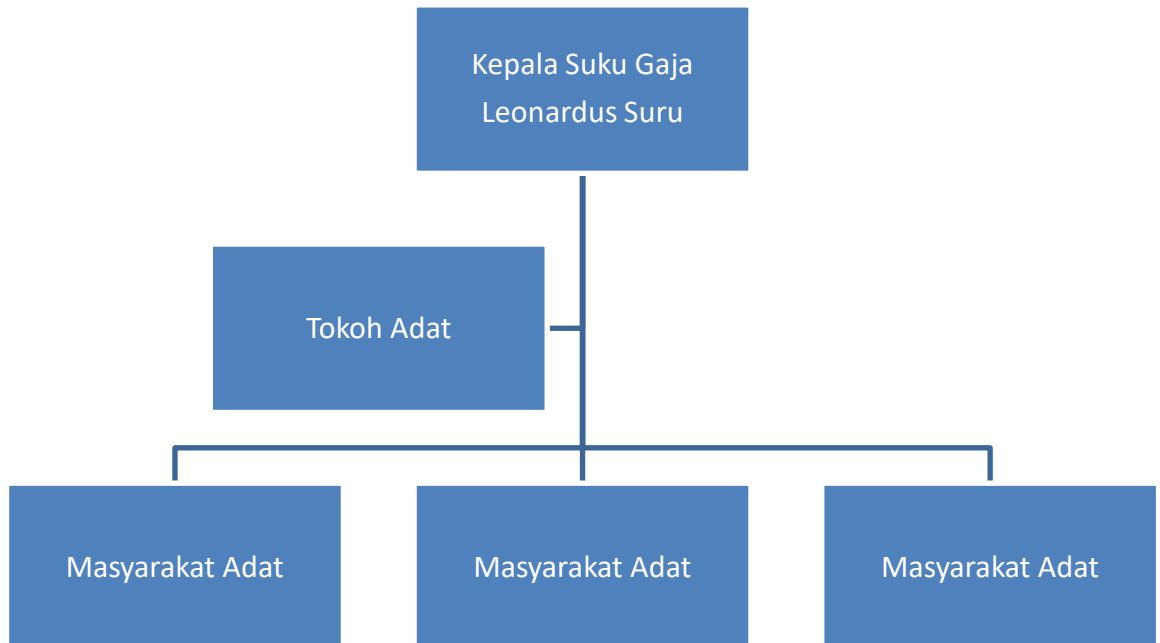 Kepala Suku Gaja
Leonardus Suru
Tokoh Adat
Masyarakat Adat
Masyarakat Adat
Masyarakat Adat